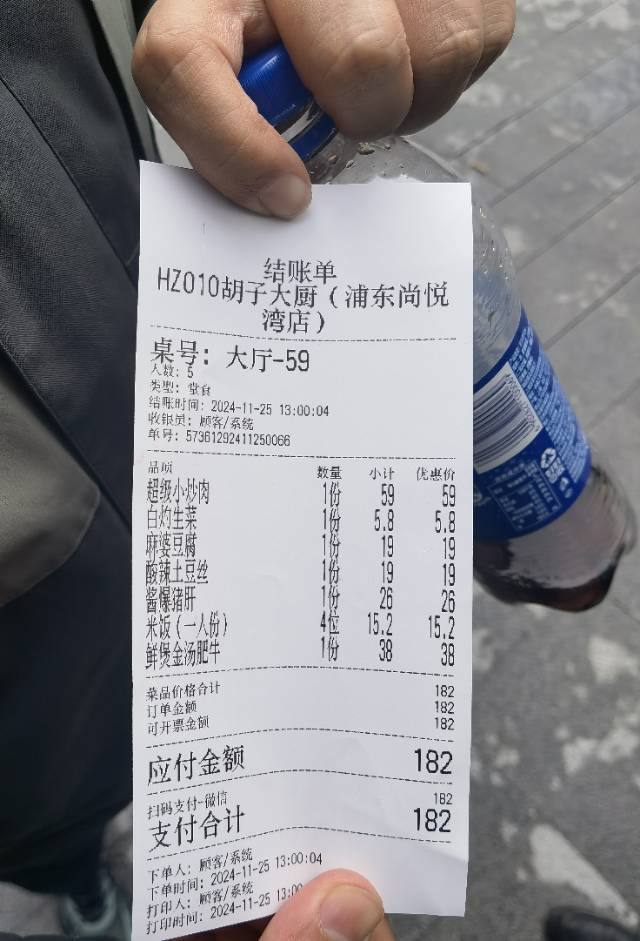 结账单
HZ010胡子大厨（浦东尚悦
湾店）
桌号：大厅-59
人数：5
类型：堂食
结账时间：2024-11-25 13:00:04
收银员：顾客/系统
单号：57361292411250066
品项 数量 小计 优惠价
超级小炒肉 1份 59 59
白灼生菜 1份 5.8 5.8
麻婆豆腐 1份 19 19
酸辣土豆丝 1份 19 19
酱爆猪肝 1份 26 26
米饭（一人份） 4位 15.2 15.2
鲜煲金汤肥牛 1份 38 38
菜品价格合计 182
订单金额 182
可开票金额 182
应付金额 182
扫码支付-微信 182
支付合计 182
下单人：顾客/系统
下单时间：2024-11-25 13:00:04
打印人：顾客/系统
打印时间：2024-11-25 13:00